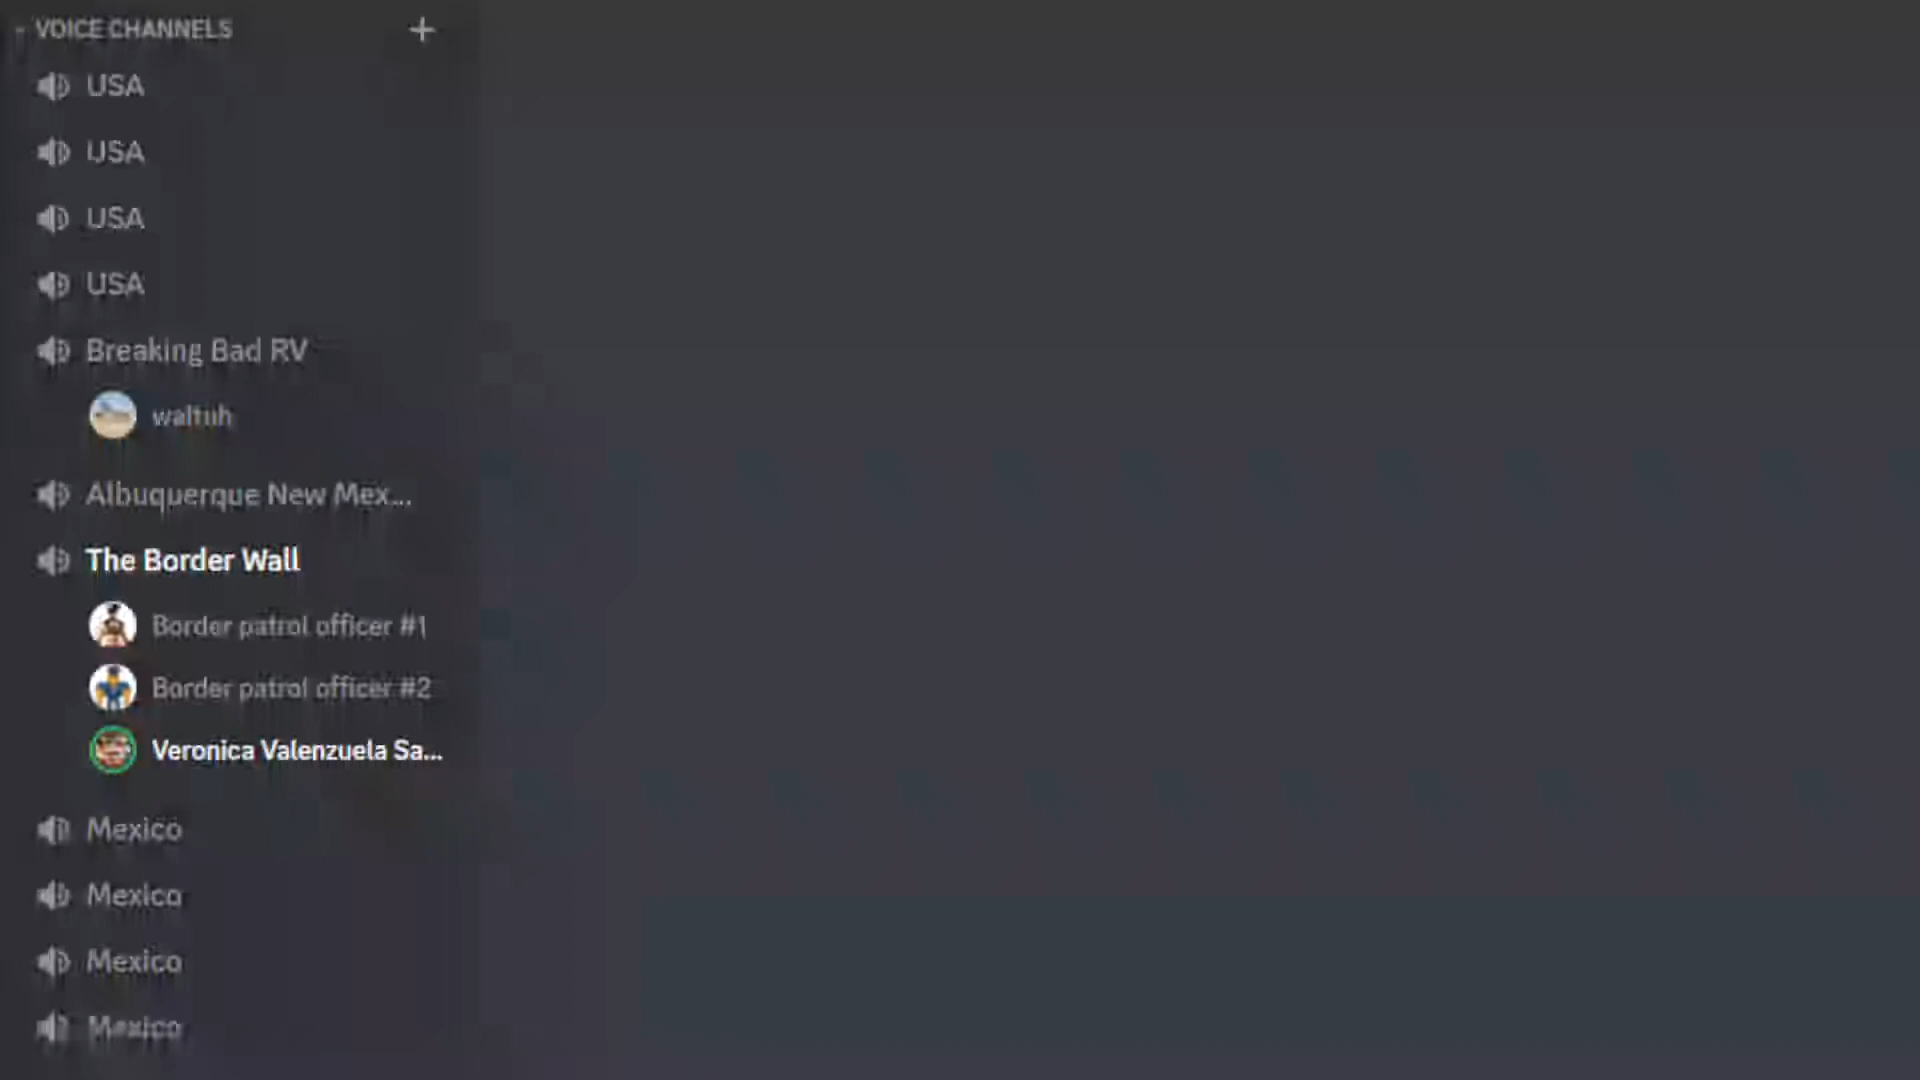 VOICE CHANNELS
USA
USA
USA
USA
Breaking Bad RV
waltuh
Albuquerque New Mex...
The Border Wall
Border patrol officer #1
Border patrol officer #2
Veronica Valenzuela Sa...
Mexico
Mexico
Mexico
Mexico